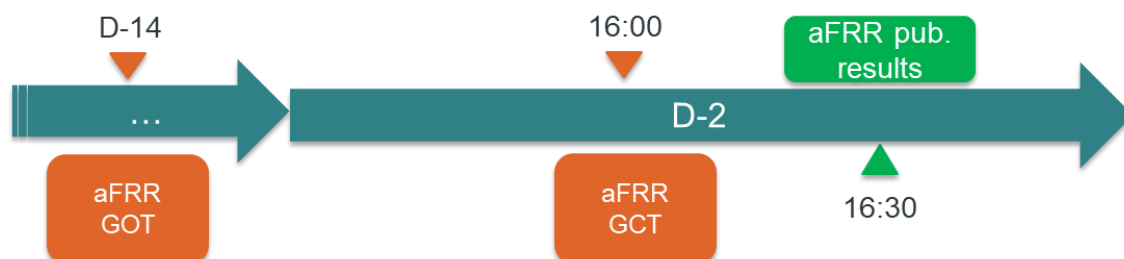 D-14
16:00
aFRR pub.
results
...
D-2
aFRR
GOT
aFRR
GCT
16:30